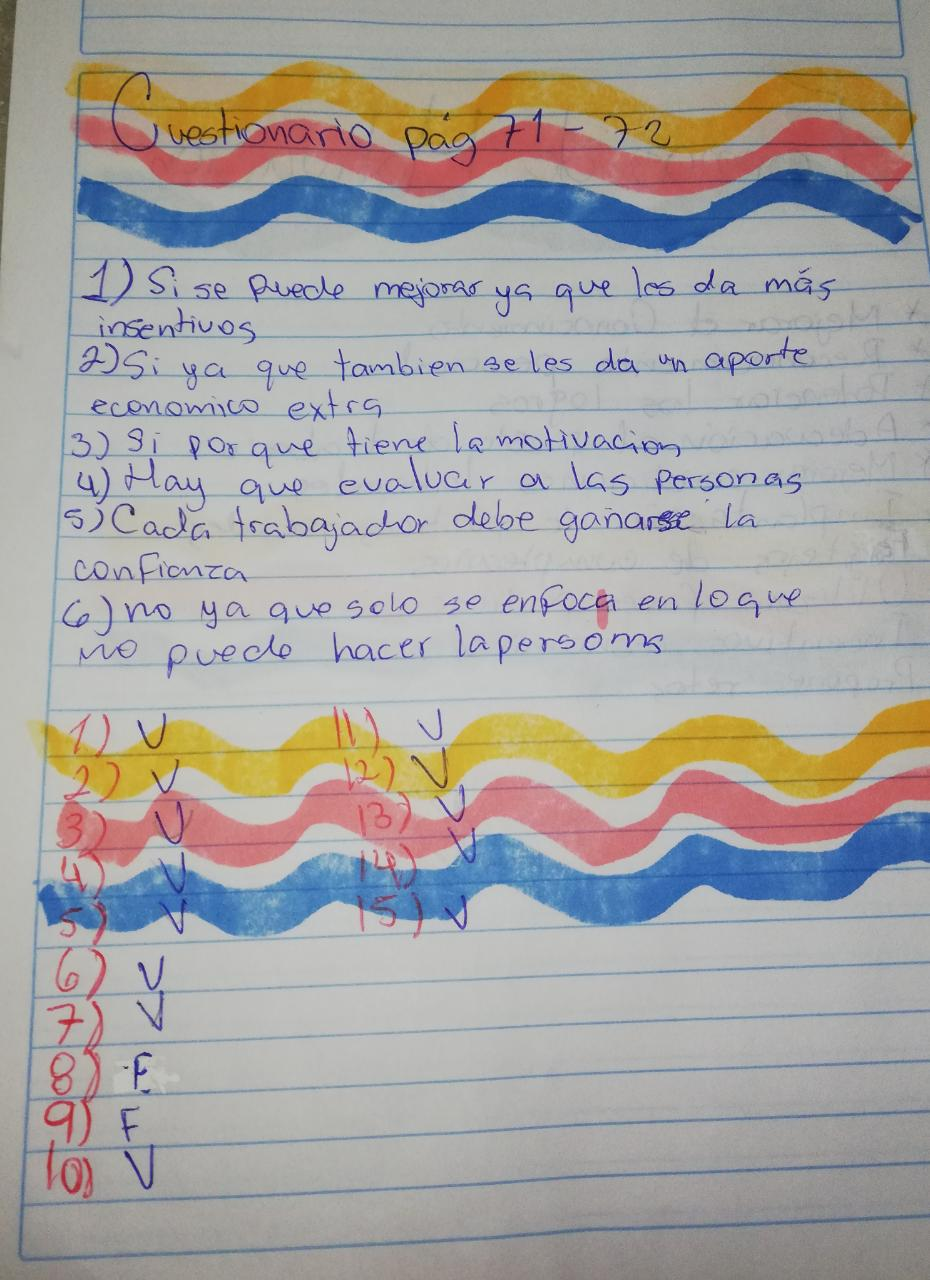 Cuestionario pág 71 - 72
1) Si se puede mejorar ya que les da más
insentivos
2) Si ya que tambien se les da un aporte
economico extra
3) Si por que tiene la motivacion
4) Hay que evaluar a las personas
5) Cada trabajador debe ganarse la
confianza
6) no ya que solo se enfoca en lo que
no puede hacer la persona
1) V 11) V
2) V 12) V
3) V 13) V
4) V 14) V
5) V 15) V
6) V
7) V
8) F
9) F
10) V